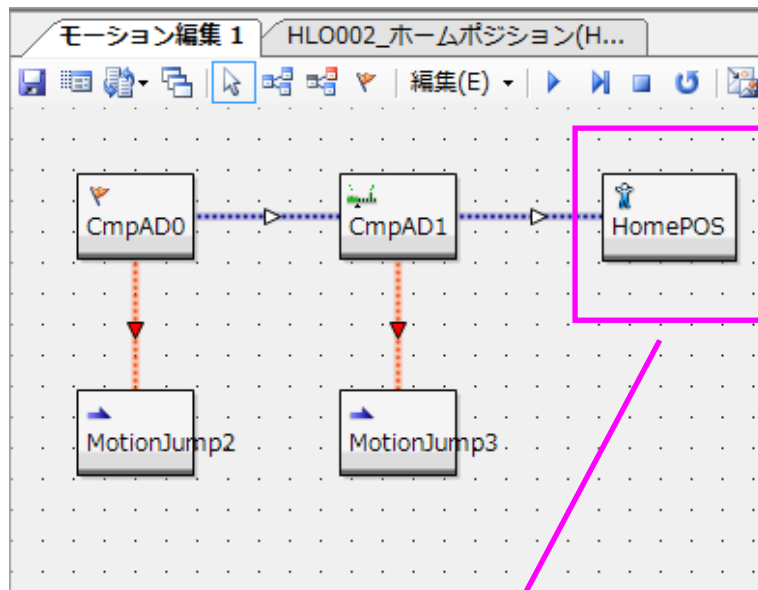 モーション編集 1
HLO002_ホームポジション(H...
編集(E)
CmpAD0
CmpAD1
HomePOS
MotionJump2
MotionJump3